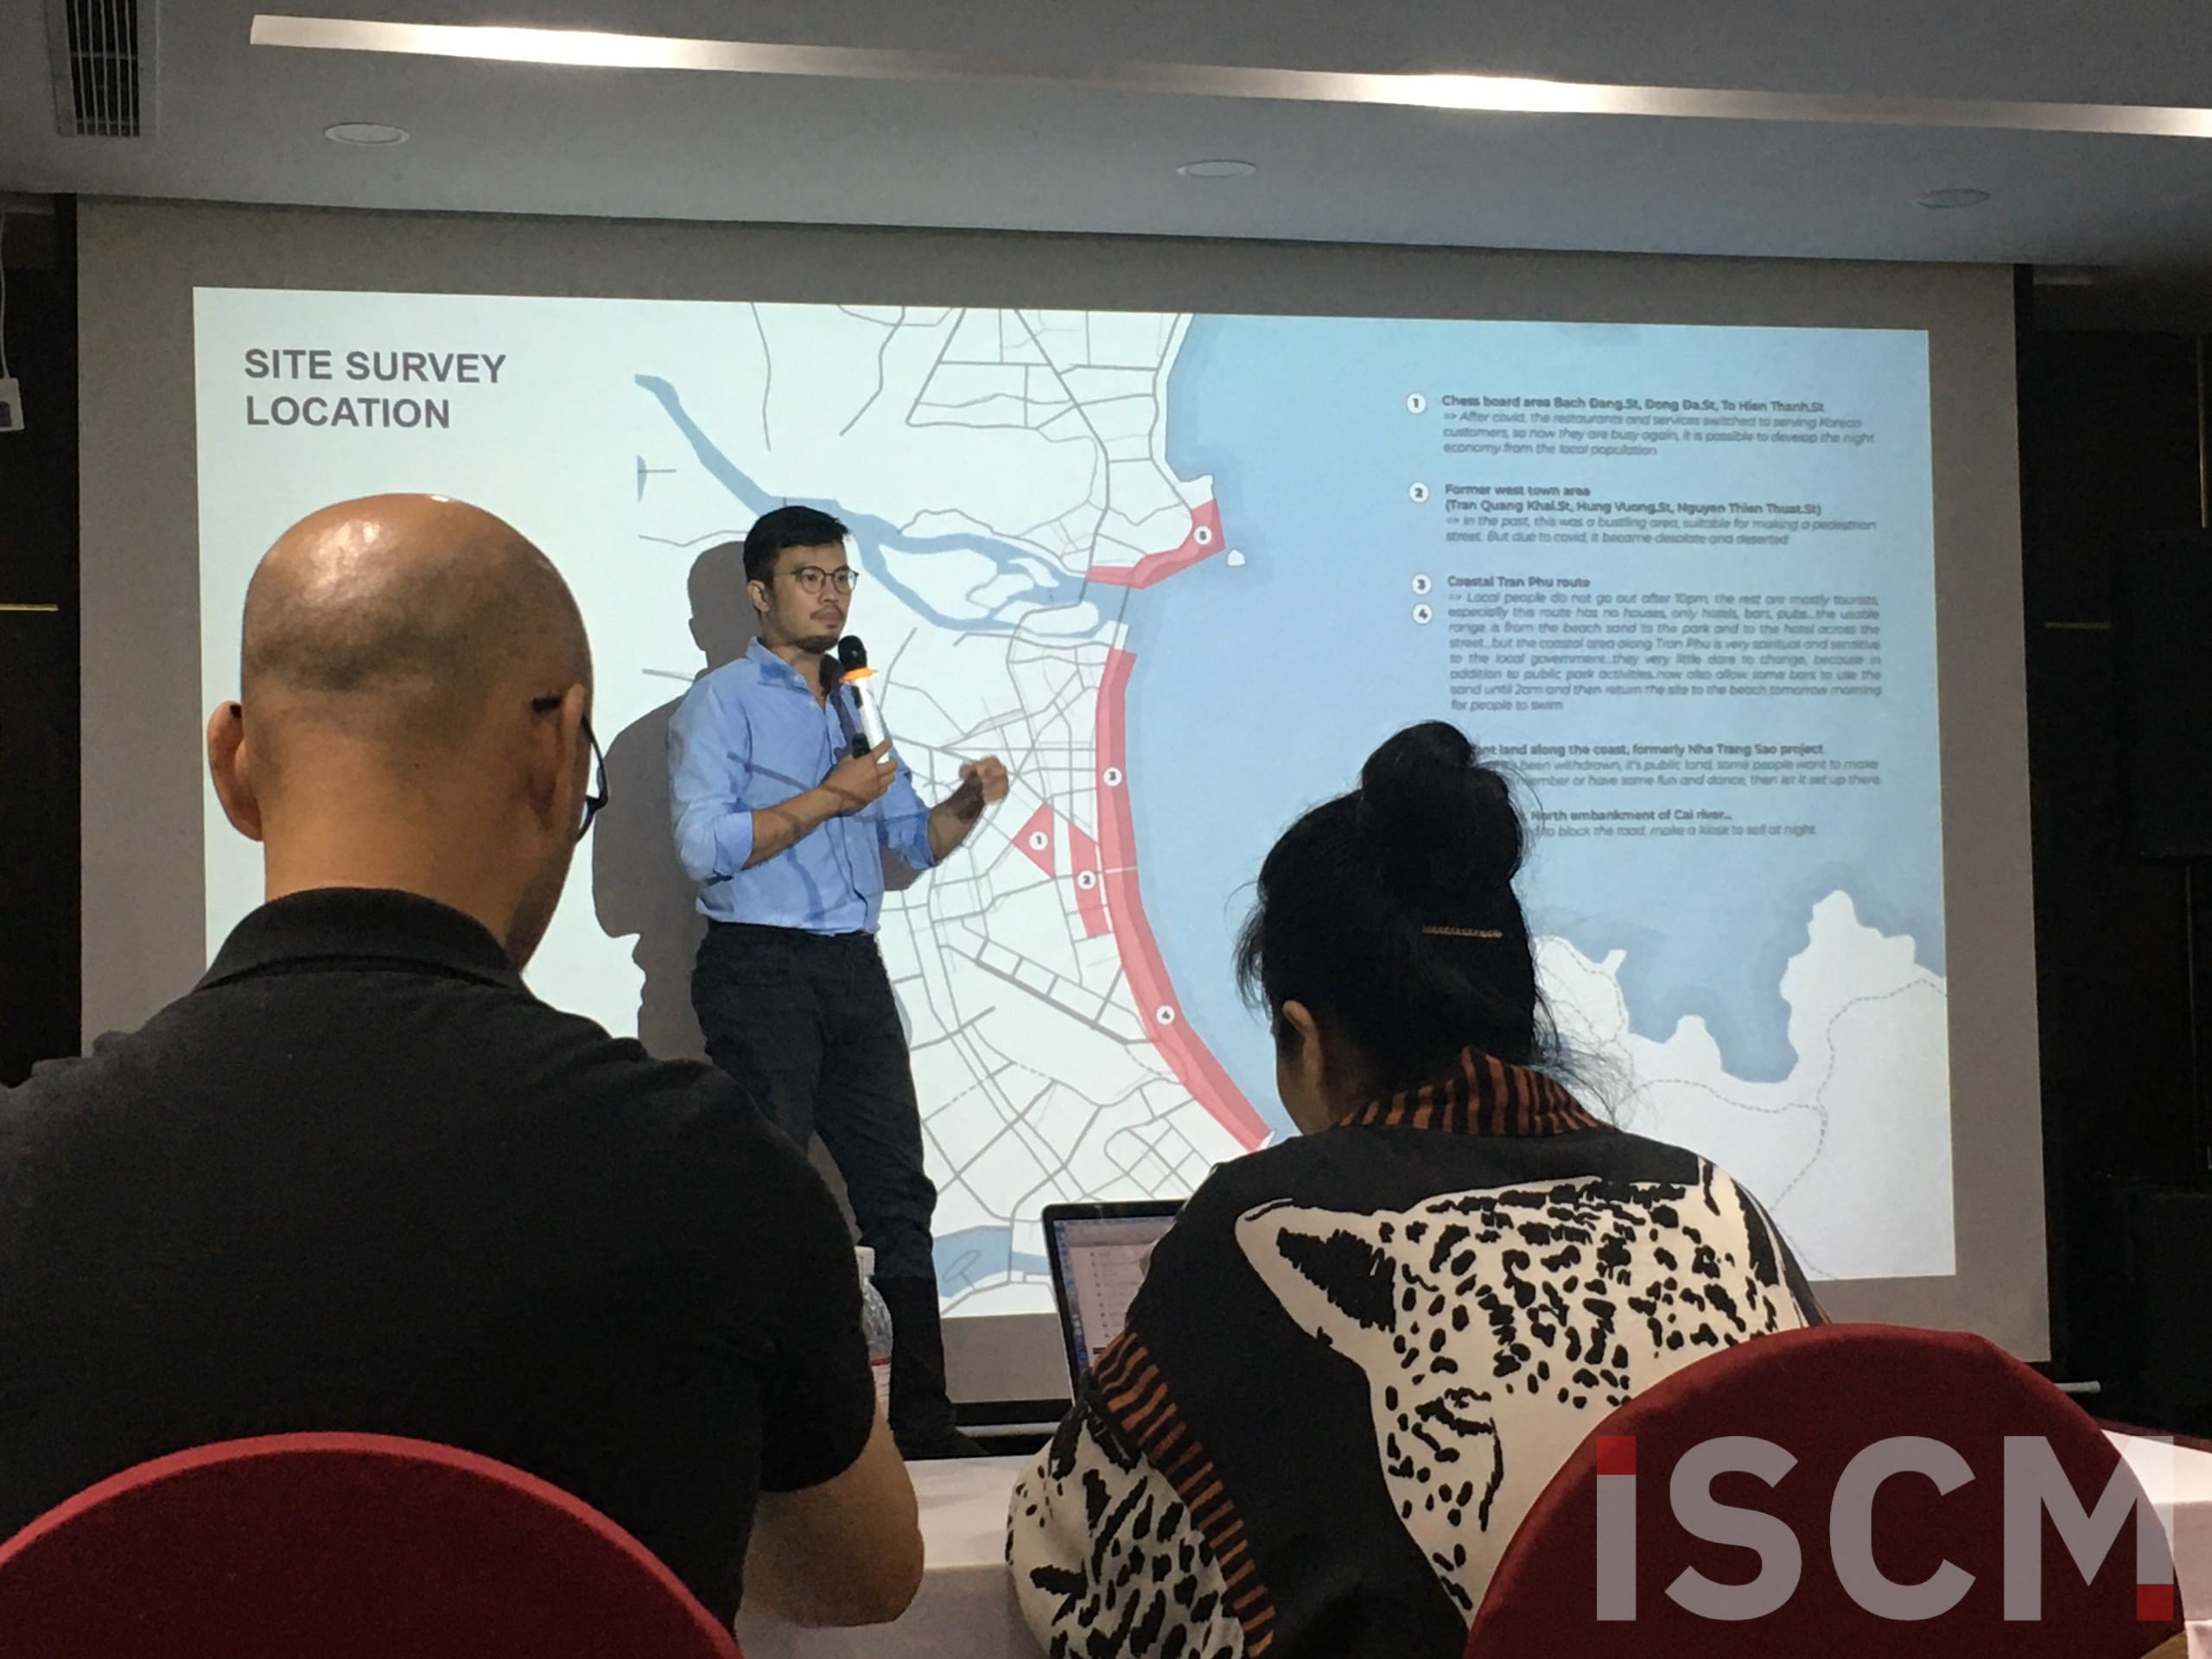 SITE SURVEY
LOCATION
1 Chess board area Bach Dang.St, Dong Da.St, To Hien Thanh.St
=> After covid, the restaurants and services switched to serving Korean
customers, so now they are busy again, it is possible to develop the night
economy from the local population
2 Former west town area
(Tran Quang Khai.St, Hung Vuong.St, Nguyen Thien Thuat.St)
=> In the past, this was a bustling area, suitable for making a pedestrian
street. But due to covid, it became desolate and deserted
3 Coastal Tran Phu route
=> Local people do not go out after 10pm, the rest are mostly tourists,
4 especially this route has no houses, only hotels, bars, pubs...the usable
range is from the beach sand to the park and to the hotel across the
street...but the coastal area along Tran Phu is very spiritual and sensitive
to the local government...they very little dare to change, because in
addition to public park activities, now also allow some bars to use the
sand until 2am and then return the site to the beach tomorrow morning
for people to swim
land along the coast, formerly Nha Trang Sao project
been withdrawn, it's public land, some people want to make
or have some fun and dance, then let it set up there
North embankment of Cai river...
to block the road, make a kiosk to sell at night
3
1
2
4
iSCM